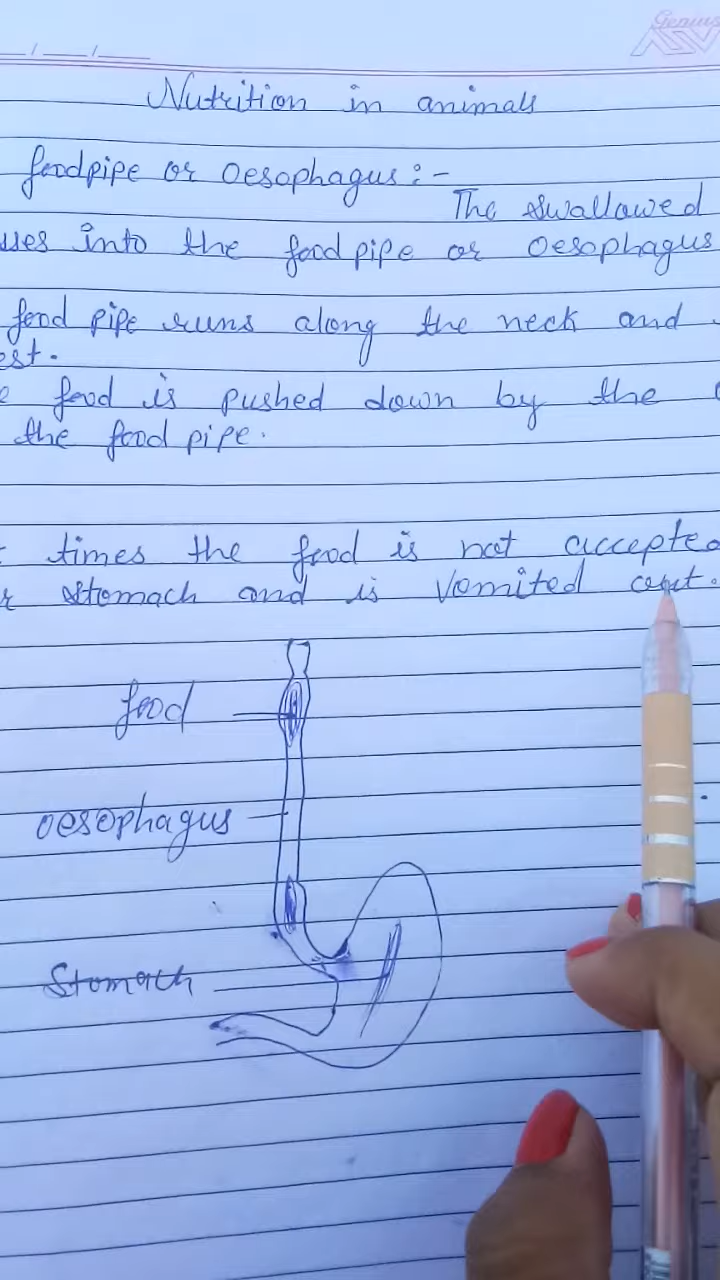 Genius
Nutrition in animals
foodpipe or Oesophagus:-
The swallowed
into the food pipe or Oesophagus
food pipe runs along the neck and
est.
food is pushed down by the
the food pipe.
times the food is not accepted
stomach and is vomited out.
food
oesophagus
Stomach